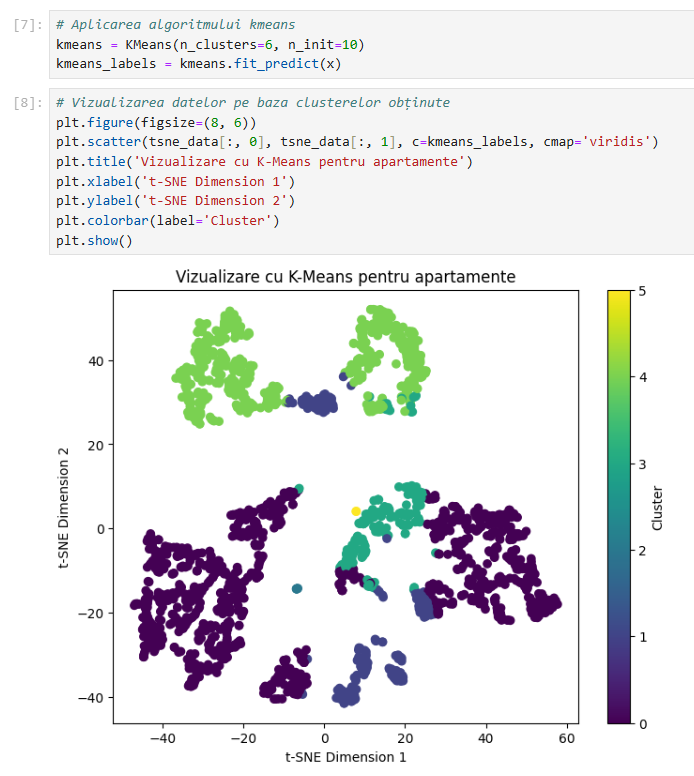 [7]: # Aplicarea algoritmului kmeans
kmeans = KMeans(n_clusters=6, n_init=10)
kmeans_labels = kmeans.fit_predict(x)
[8]: # Vizualizarea datelor pe baza clusterelor obținute
plt.figure(figsize=(8, 6))
plt.scatter(tsne_data[:, 0], tsne_data[:, 1], c=kmeans_labels, cmap='viridis')
plt.title('Vizualizare cu K-Means pentru apartamente')
plt.xlabel('t-SNE Dimension 1')
plt.ylabel('t-SNE Dimension 2')
plt.colorbar(label='Cluster')
plt.show()
Vizualizare cu K-Means pentru apartamente
t-SNE Dimension 2
40
20
0
−20
−40
−40 −20 0 20 40 60
t-SNE Dimension 1
5
4
3
2
1
0
Cluster